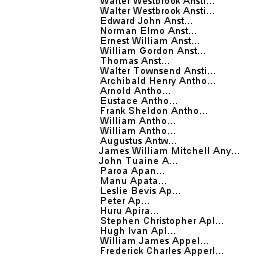 Walter Westbrook Ansti...
Walter Westbrook Ansti...
Edward John Anst...
Norman Elmo Anst...
Ernest William Anst...
William Gordon Anst...
Thomas Anst...
Walter Townsend Ansti...
Archibald Henry Antho...
Arnold Antho...
Eustace Antho...
Frank Sheldon Antho...
William Antho...
William Antho...
Augustus Antw...
James William Mitchell Any...
John Tuaine A...
Paroa Apan...
Manu Apata...
Leslie Bevis Ap...
Peter Ap...
Huru Apira...
Stephen Christopher Apl...
Hugh Ivan Apl...
William James Appel...
Frederick Charles Apperl...